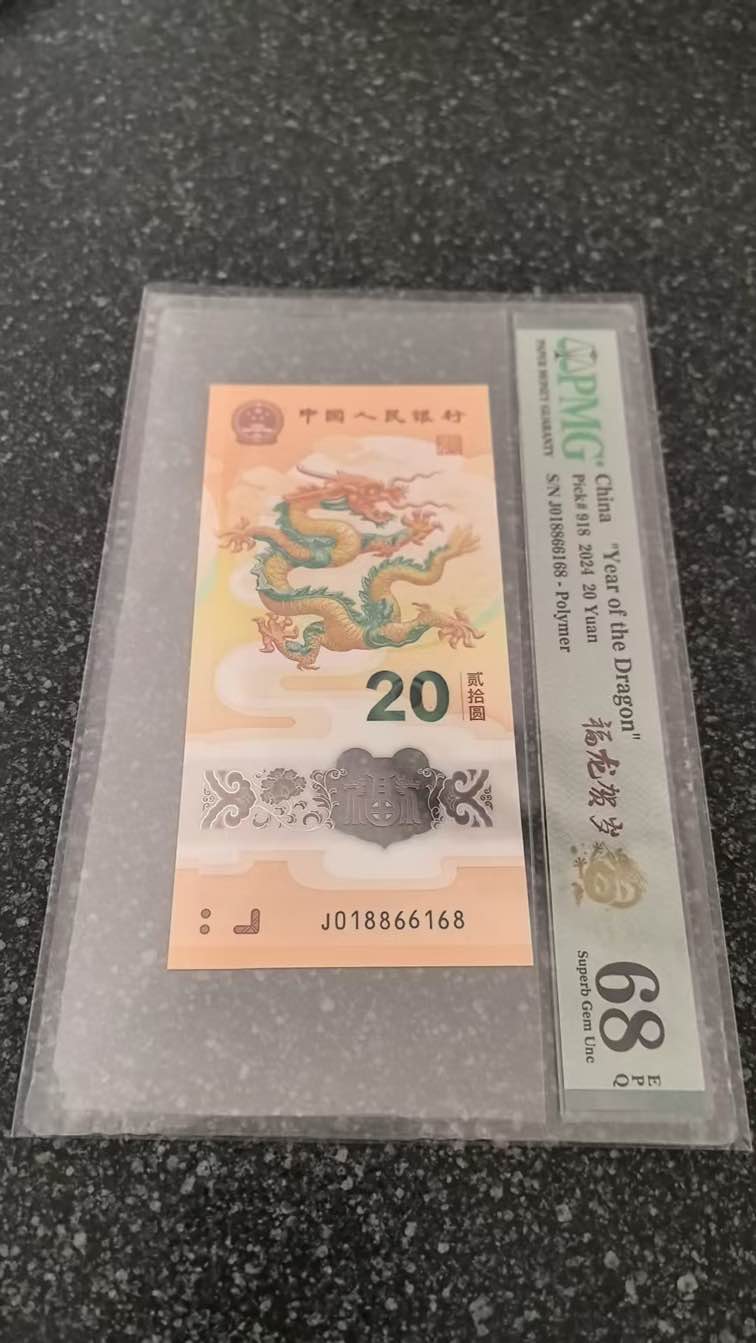 中国人民银行
20
贰拾圆
福
J018866168
PMG
PAPER MONEY GUARANTY
China "Year of the Dragon"
Pick# 918 2024 20 Yuan
S/N J018866168 - Polymer
福龙贺岁
68
Superb Gem Unc
EPQ